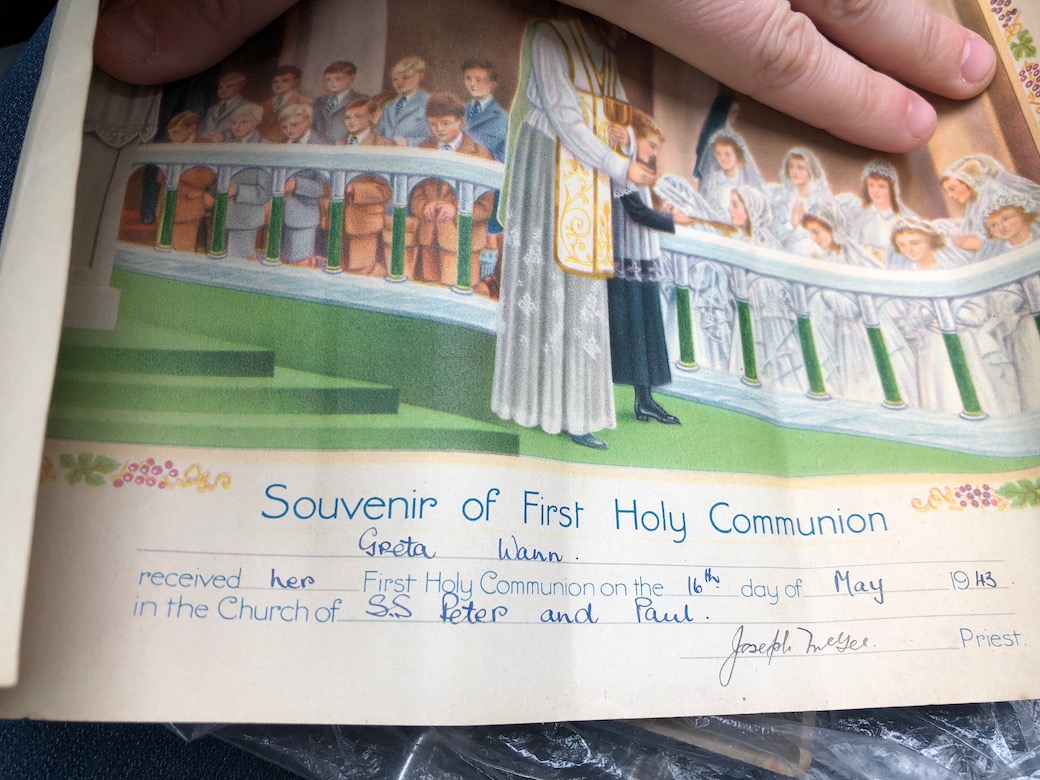 Souvenir of First Holy Communion
Greta Wann.
received her First Holy Communion on the 16th day of May 1943.
in the Church of S.S Peter and Paul.
Joseph McGee. Priest.